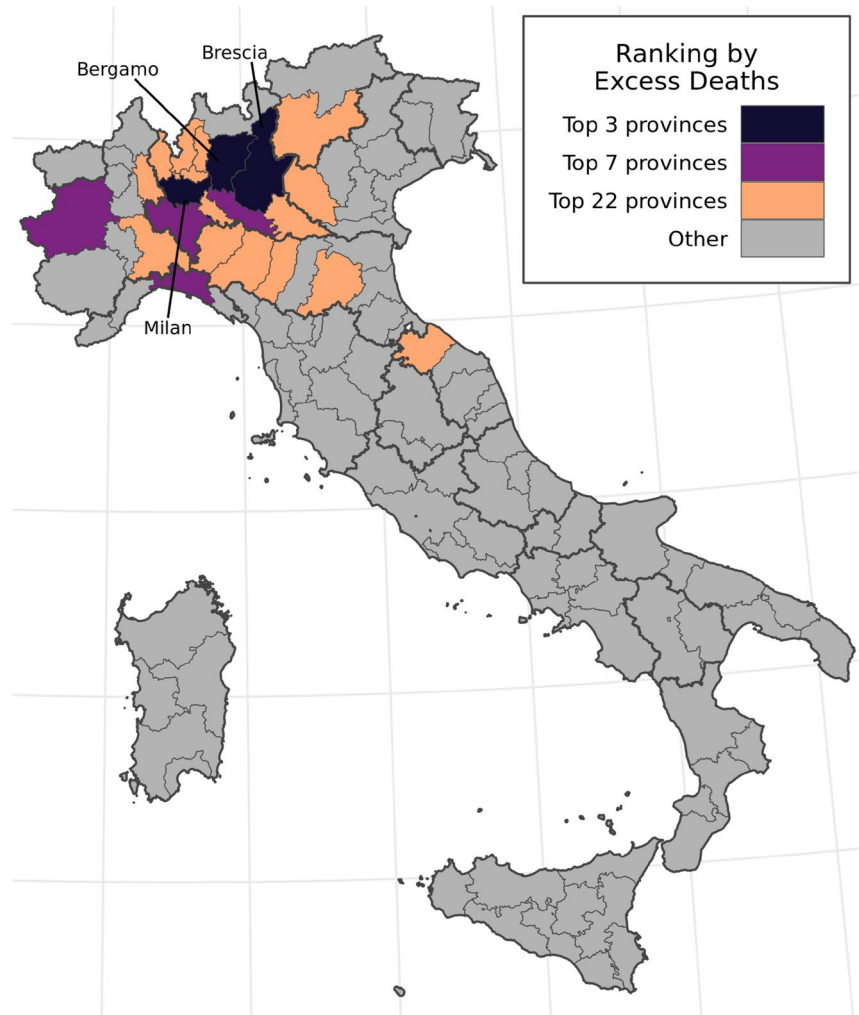 Brescia
Bergamo
Milan
Ranking by
Excess Deaths
Top 3 provinces
Top 7 provinces
Top 22 provinces
Other